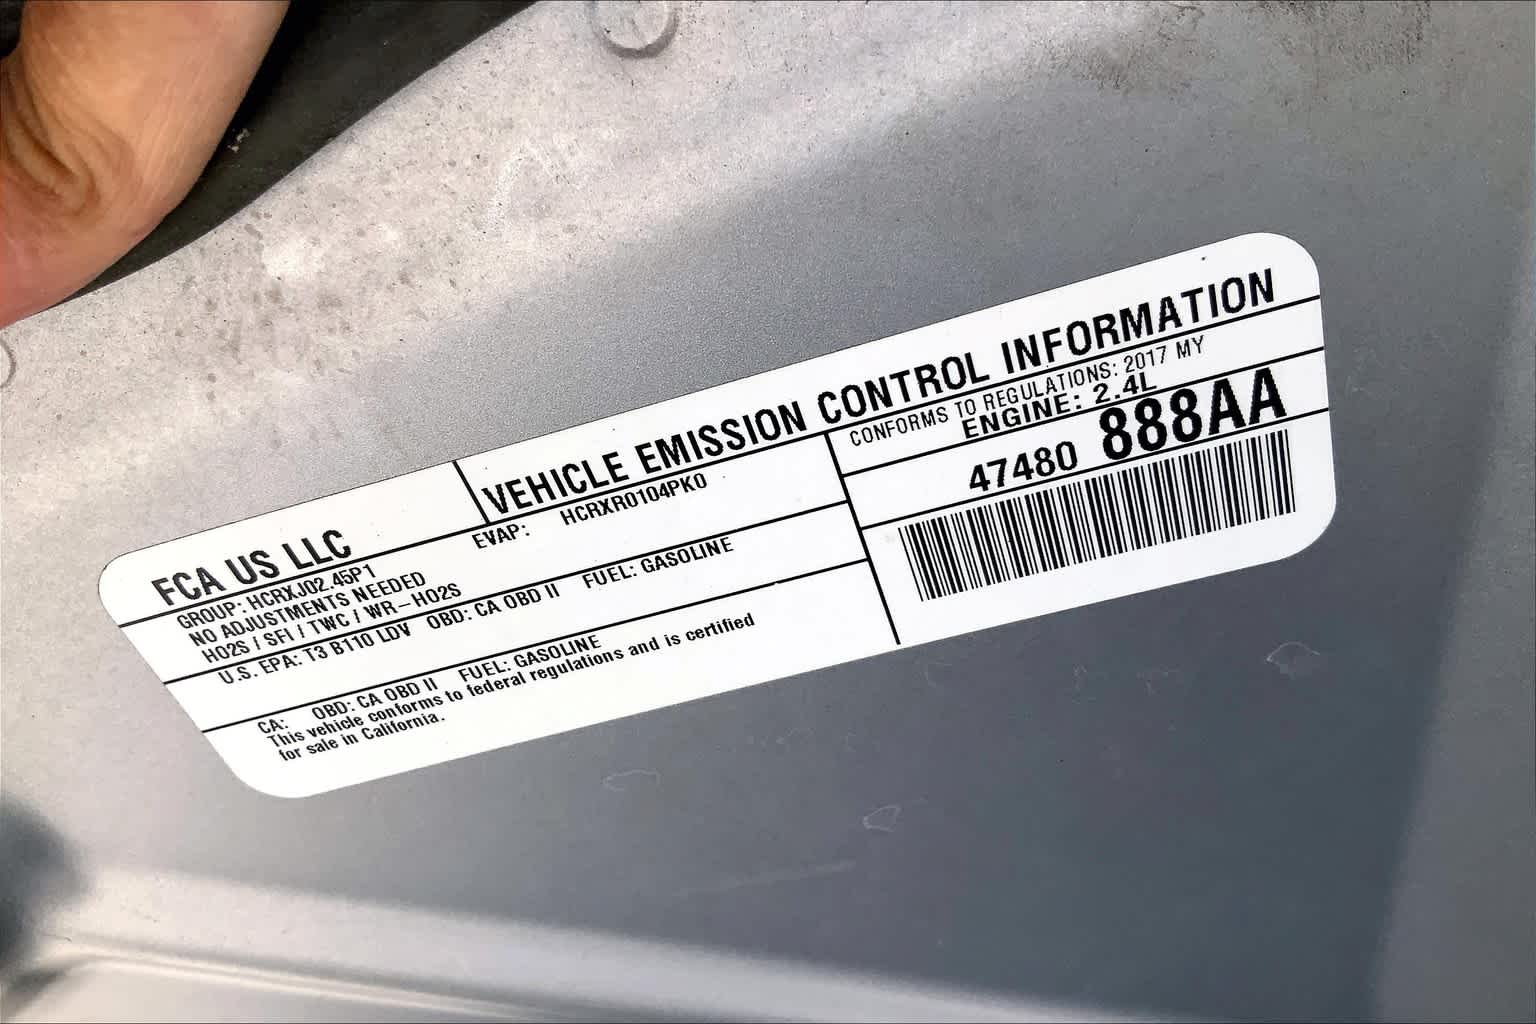 FCA US LLC
VEHICLE EMISSION CONTROL INFORMATION
GROUP: HCRXJ02.45P1
EVAP: HCRXR0104PK0
NO ADJUSTMENTS NEEDED
HO2S / SFI / TWC / WR-HO2S
U.S. EPA: T3 B110 LDV OBD: CA OBD II FUEL: GASOLINE
CA: OBD: CA OBD II FUEL: GASOLINE
This vehicle conforms to federal regulations and is certified
for sale in California.
CONFORMS TO REGULATIONS: 2017 MY
ENGINE: 2.4L
47480 888AA